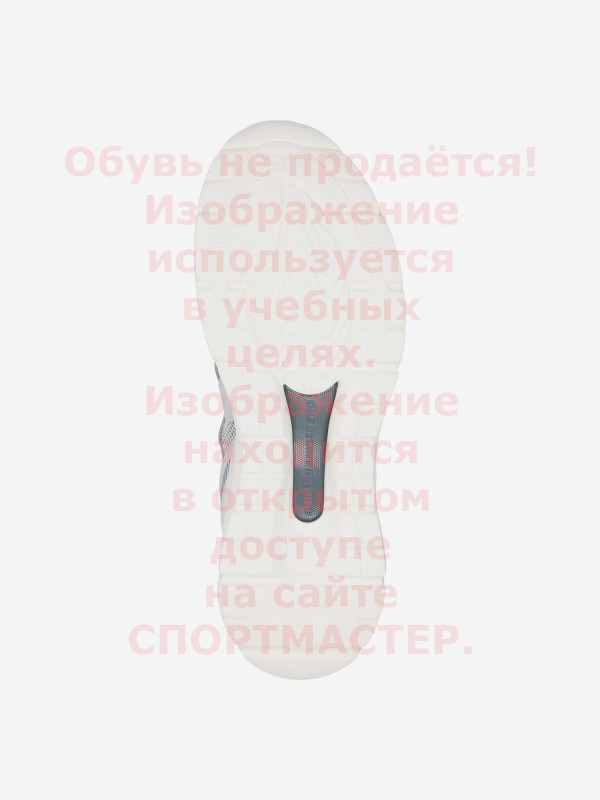 Обувь не продаётся!
Изображение
используется
в учебных
целях.
Изображение
находится
в открытом
доступе
на сайте
СПОРТМАСТЕР.